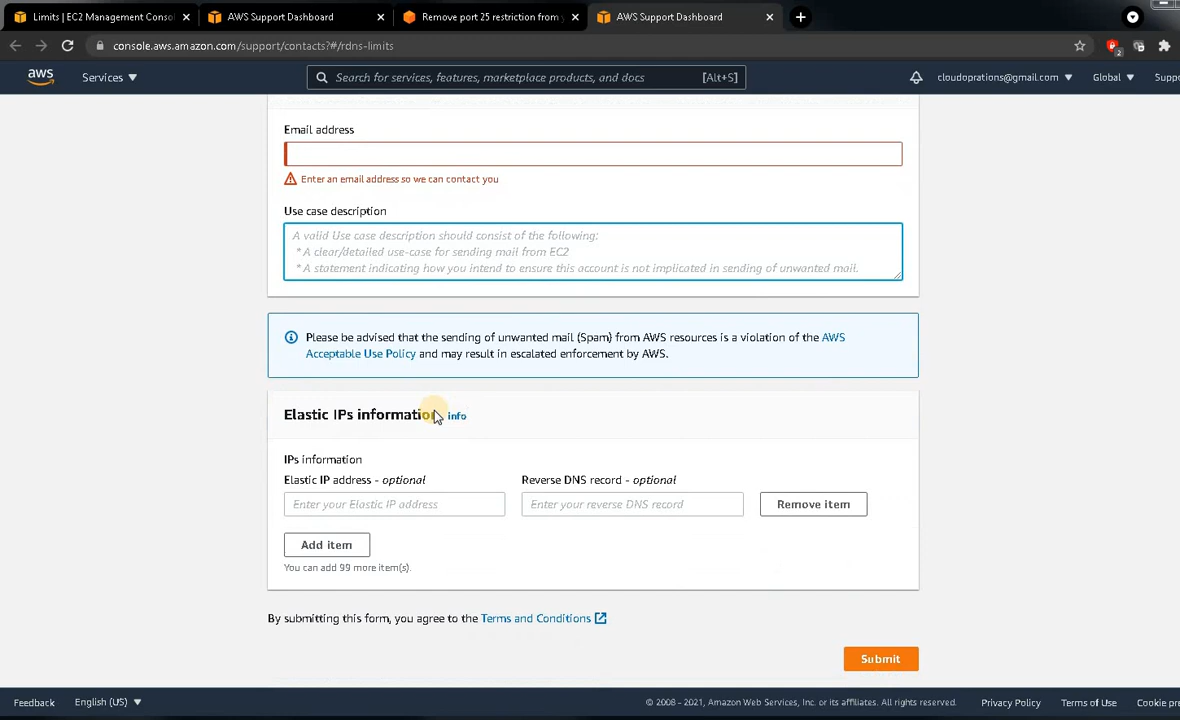 Limits | EC2 Management Consol
AWS Support Dashboard
Remove port 25 restriction from y
AWS Support Dashboard
console.aws.amazon.com/support/contacts?#/rdns-limits
2
aws
Services
Search for services, features, marketplace products, and docs
[Alt+S]
cloudoprations@gmail.com
Global
Suppo
Email address
Enter an email address so we can contact you
Use case description
A valid Use case description should consist of the following:
* A clear/detailed use-case for sending mail from EC2
* A statement indicating how you intend to ensure this account is not implicated in sending of unwanted mail.
Please be advised that the sending of unwanted mail (Spam) from AWS resources is a violation of the AWS
Acceptable Use Policy and may result in escalated enforcement by AWS.
Elastic IPs information info
IPs information
Elastic IP address - optional
Reverse DNS record - optional
Enter your Elastic IP address
Enter your reverse DNS record
Remove item
Add item
You can add 99 more item(s).
By submitting this form, you agree to the Terms and Conditions
Submit
Feedback
English (US)
© 2008 - 2021, Amazon Web Services, Inc. or its affiliates. All rights reserved.
Privacy Policy
Terms of Use
Cookie pre